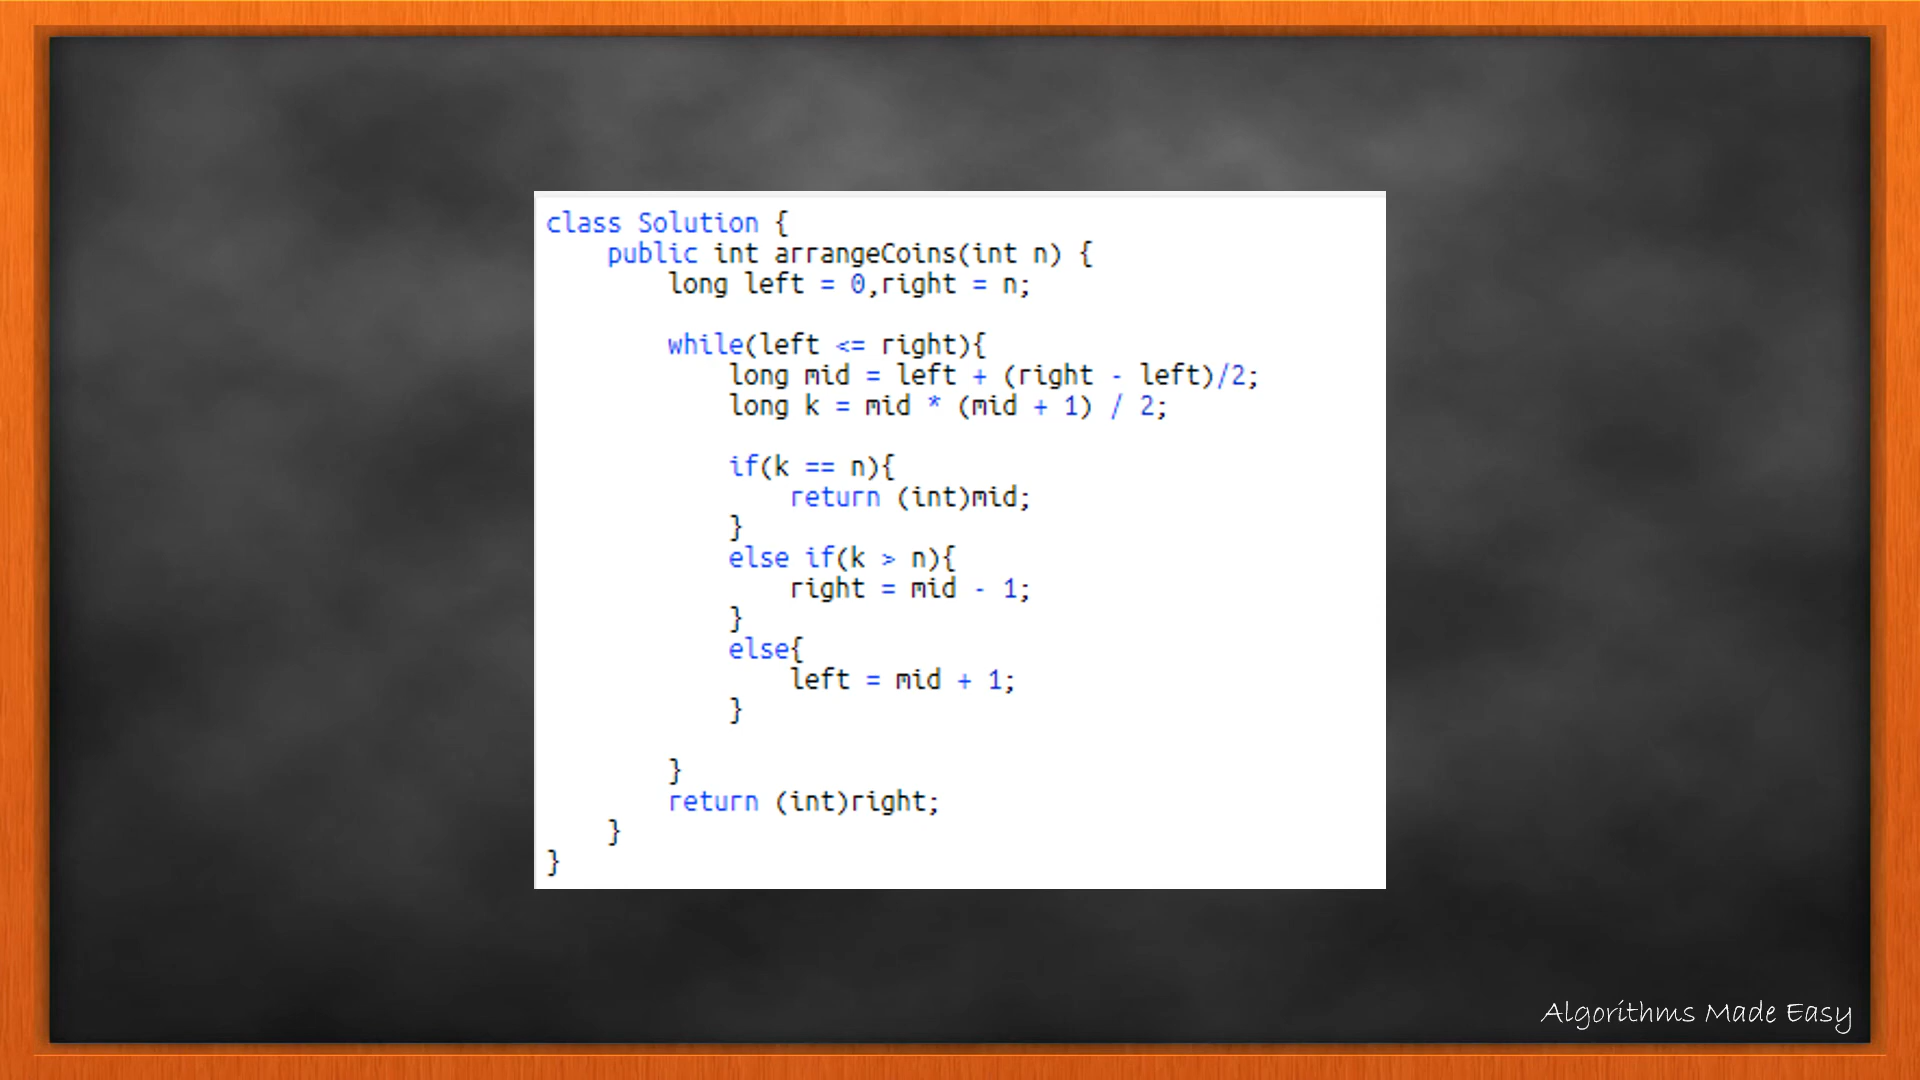 class Solution {
    public int arrangeCoins(int n) {
        long left = 0,right = n;
        while(left <= right){
            long mid = left + (right - left)/2;
            long k = mid * (mid + 1) / 2;
            if(k == n){
                return (int)mid;
            }
            else if(k > n){
                right = mid - 1;
            }
            else{
                left = mid + 1;
            }
        }
        return (int)right;
    }
}
Algorithms Made Easy